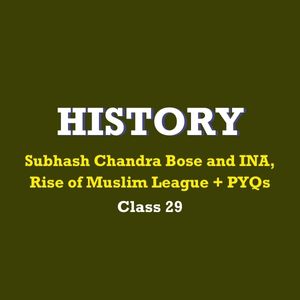 HISTORY
Subhash Chandra Bose and INA,
Rise of Muslim League + PYQs
Class 29